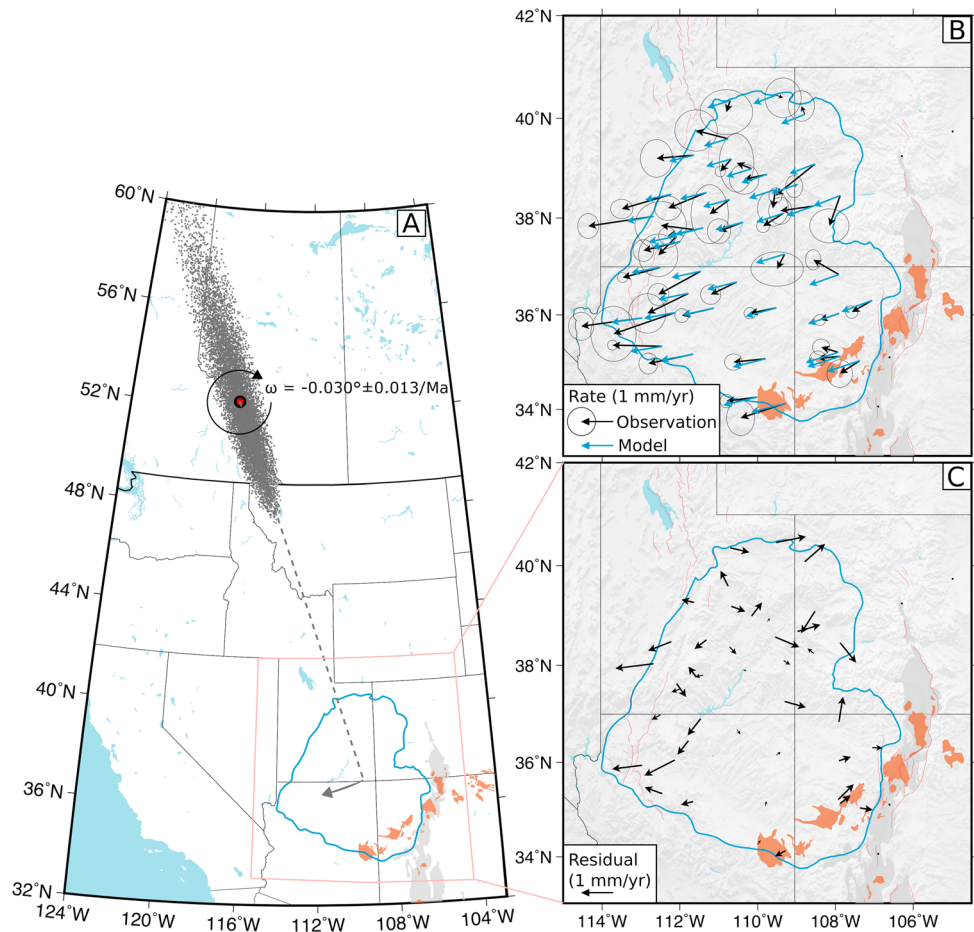 A
60°N
56°N
52°N
48°N
44°N
40°N
36°N
32°N
124°W
120°W
116°W
112°W
108°W
104°W
ω = -0.030°±0.013/Ma
B
42°N
40°N
38°N
36°N
34°N
Rate (1 mm/yr)
Observation
Model
C
42°N
40°N
38°N
36°N
34°N
Residual
(1 mm/yr)
114°W
112°W
110°W
108°W
106°W